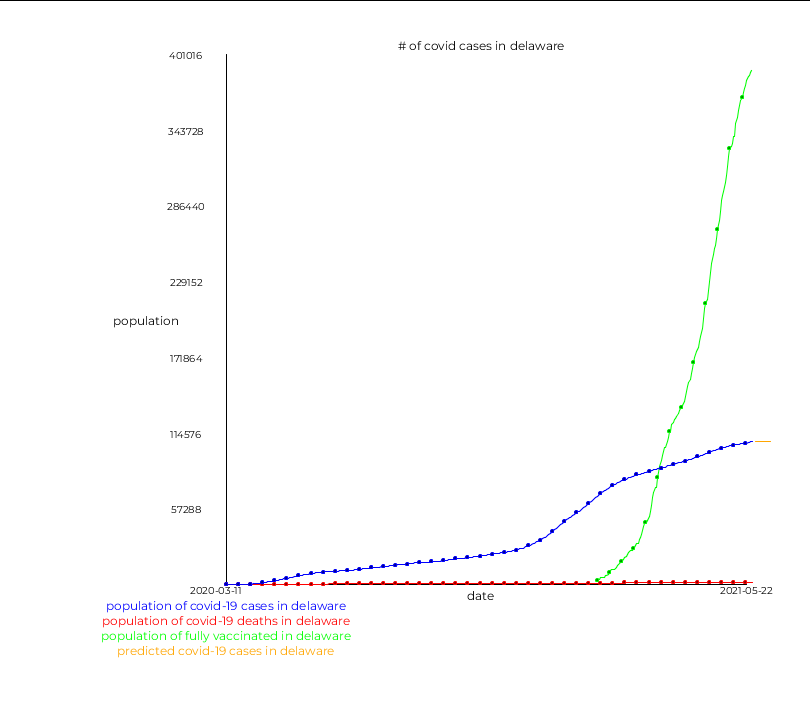 # of covid cases in delaware
401016
343728
286440
229152
population
171864
114576
57288
2020-03-11
2021-05-22
date
population of covid-19 cases in delaware
population of covid-19 deaths in delaware
population of fully vaccinated in delaware
predicted covid-19 cases in delaware